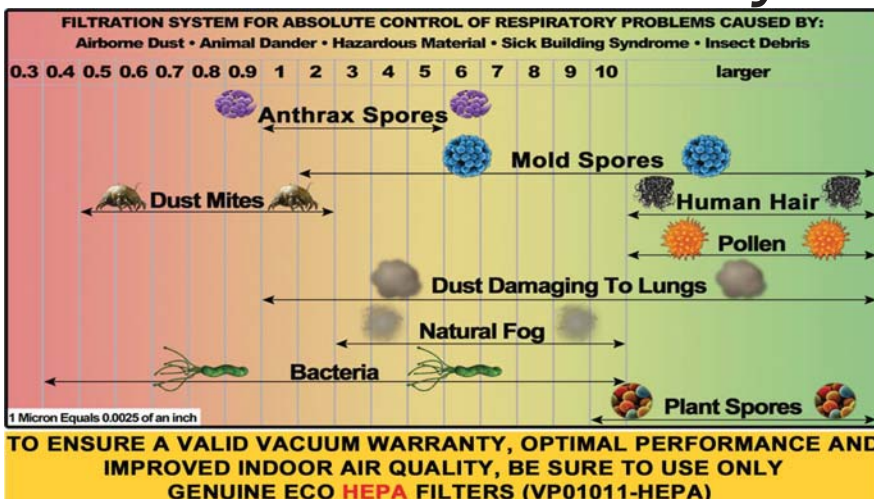 FILTRATION SYSTEM FOR ABSOLUTE CONTROL OF RESPIRATORY PROBLEMS CAUSED BY:
Airborne Dust • Animal Dander • Hazardous Material • Sick Building Syndrome • Insect Debris
0.3 0.4 0.5 0.6 0.7 0.8 0.9 1 2 3 4 5 6 7 8 9 10 larger
Anthrax Spores
Mold Spores
Dust Mites Human Hair
Pollen
Dust Damaging To Lungs
Natural Fog
Bacteria
Plant Spores
1 Micron Equals 0.0025 of an inch
TO ENSURE A VALID VACUUM WARRANTY, OPTIMAL PERFORMANCE AND
IMPROVED INDOOR AIR QUALITY, BE SURE TO USE ONLY
GENUINE ECO HEPA FILTERS (VP01011-HEPA)